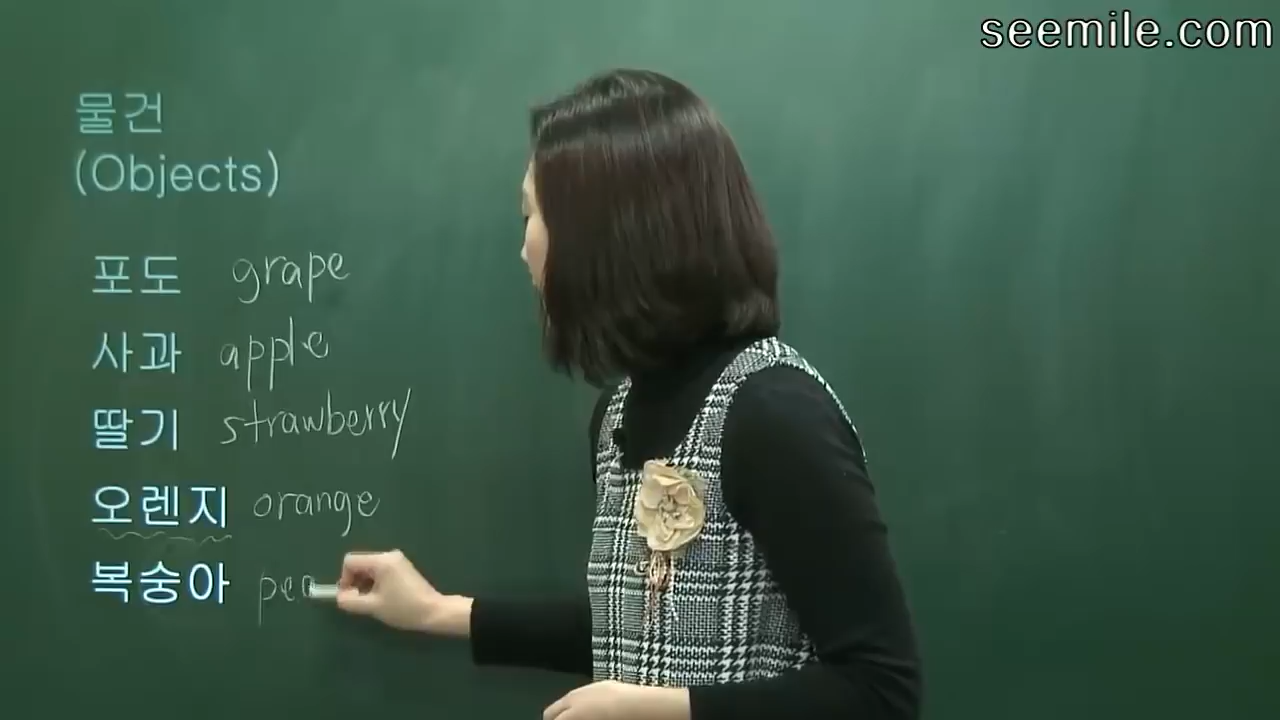 seemile.com
물건
(Objects)
포도 grape
사과 apple
딸기 strawberry
오렌지 orange
복숭아 pea